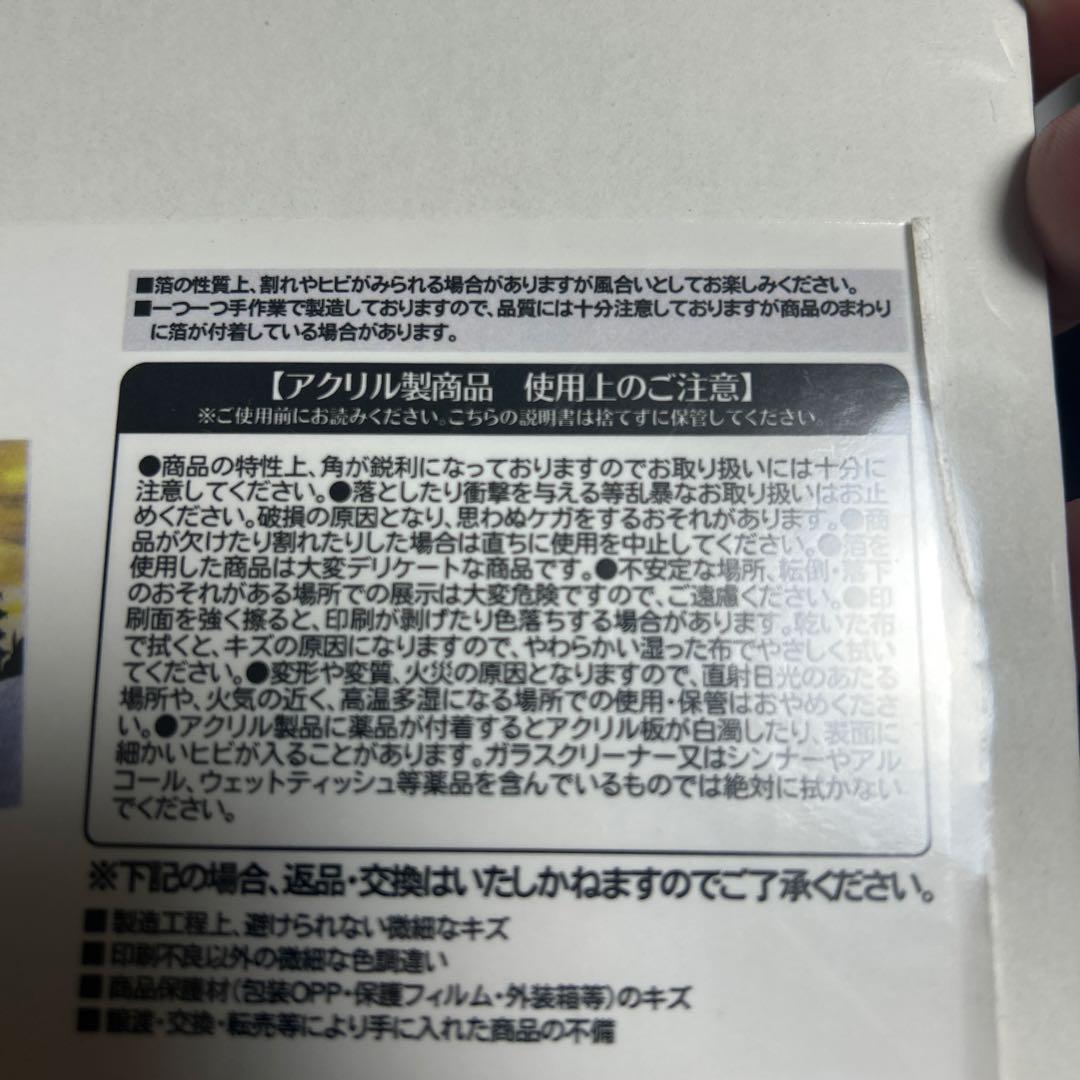 ■箔の性質上、割れやヒビがみられる場合がありますが風合いとしてお楽しみください。
■一つ一つ手作業で製造しておりますので、品質には十分注意しておりますが商品のまわり
に箔が付着している場合があります。
【アクリル製商品　使用上のご注意】
※ご使用前にお読みください。こちらの説明書は捨てずに保管してください。
●商品の特性上、角が鋭利になっておりますのでお取り扱いには十分に
注意してください。●落としたり衝撃を与える等乱暴なお取り扱いはお止
めください。破損の原因となり、思わぬケガをするおそれがあります。●商
品が欠けたり割れたりした場合は直ちに使用を中止してください。●箔を
使用した商品は大変デリケートな商品です。●不安定な場所、転倒・落下
のおそれがある場所での展示は大変危険ですので、ご遠慮ください。●印
刷面を強く擦ると、印刷が剥げたり色落ちする場合があります。乾いた布
で拭くと、キズの原因になりますので、やわらかい湿った布でやさしく拭い
てください。●変形や変質、火災の原因となりますので、直射日光のあたる
場所や、火気の近く、高温多湿になる場所での使用・保管はおやめくださ
い。●アクリル製品に薬品が付着するとアクリル板が白濁したり、表面に
細かいヒビが入ることがあります。ガラスクリーナー又はシンナーやアル
コール、ウェットティッシュ等薬品を含んでいるものでは絶対に拭かない
でください。
※下記の場合、返品・交換はいたしかねますのでご了承ください。
■製造工程上、避けられない微細なキズ
■印刷不良以外の微細な色調違い
■商品保護材(包装OPP・保護フィルム・外装箱等)のキズ
■譲渡・交換・転売等により手に入れた商品の不備